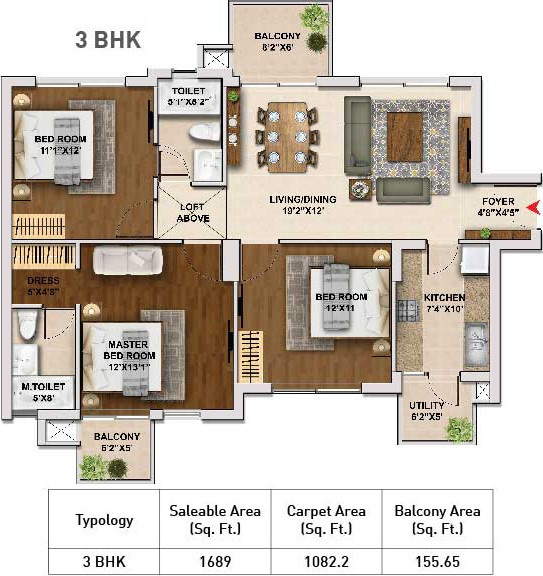 3 BHK
BALCONY
8'2"X6'
TOILET
5'1"X8'2"
BED ROOM
11'1"X12'
LOFT
ABOVE
LIVING/DINING
19'2"X12'
FOYER
4'8"X4'5"
DRESS
5'X4'8"
BED ROOM
12'X11
KITCHEN
7'4"X10'
MASTER
BED ROOM
12'X13'1"
M.TOILET
5'X8'
UTILITY
6'2"X5'
BALCONY
6'2"X5'
Typology Saleable Area (Sq. Ft.) Carpet Area (Sq. Ft.) Balcony Area (Sq. Ft.)
3 BHK 1689 1082.2 155.65